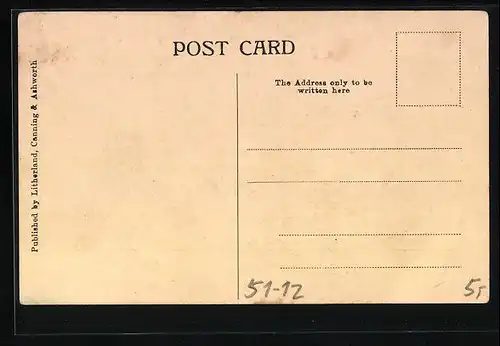 POST CARD
The Address only to be
written here
Published by Litherland, Canning & Ashworth
51-12
5,